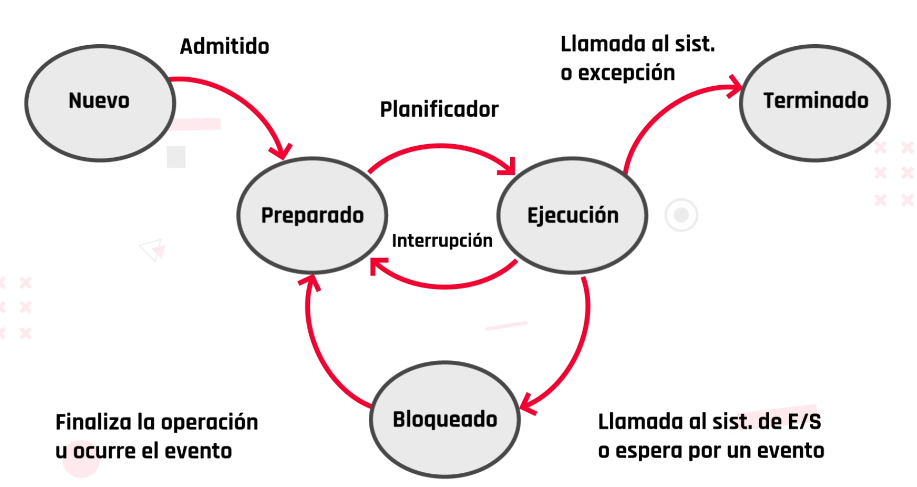 Admitido
Llamada al sist.
o excepción
Nuevo
Terminado
Planificador
Preparado
Ejecución
Interrupción
Bloqueado
Finaliza la operación
u ocurre el evento
Llamada al sist. de E/S
o espera por un evento